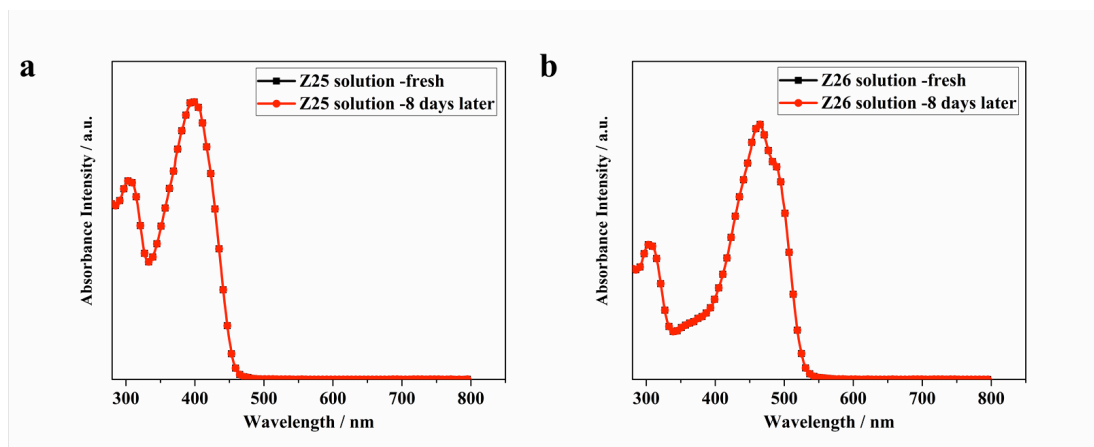 a
Z25 solution -fresh
Z25 solution -8 days later
Absorbance Intensity / a.u.
300 400 500 600 700 800
Wavelength / nm
b
Z26 solution -fresh
Z26 solution -8 days later
Absorbance Intensity / a.u.
300 400 500 600 700 800
Wavelength / nm